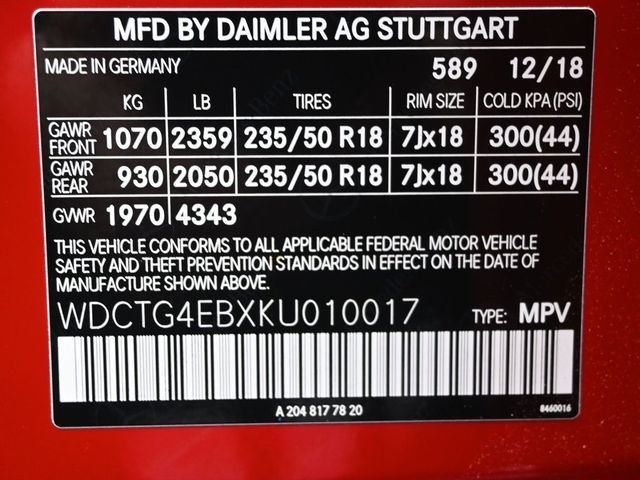 MFD BY DAIMLER AG STUTTGART
MADE IN GERMANY 589 12/18
KG LB TIRES RIM SIZE COLD KPA (PSI)
GAWR FRONT 1070 2359 235/50 R18 7Jx18 300(44)
GAWR REAR 930 2050 235/50 R18 7Jx18 300(44)
GVWR 1970 4343
THIS VEHICLE CONFORMS TO ALL APPLICABLE FEDERAL MOTOR VEHICLE
SAFETY AND THEFT PREVENTION STANDARDS IN EFFECT ON THE DATE OF
MANUFACTURE SHOWN ABOVE.
WDCTG4EBXKU010017 TYPE: MPV
A 204 817 78 20 8460016